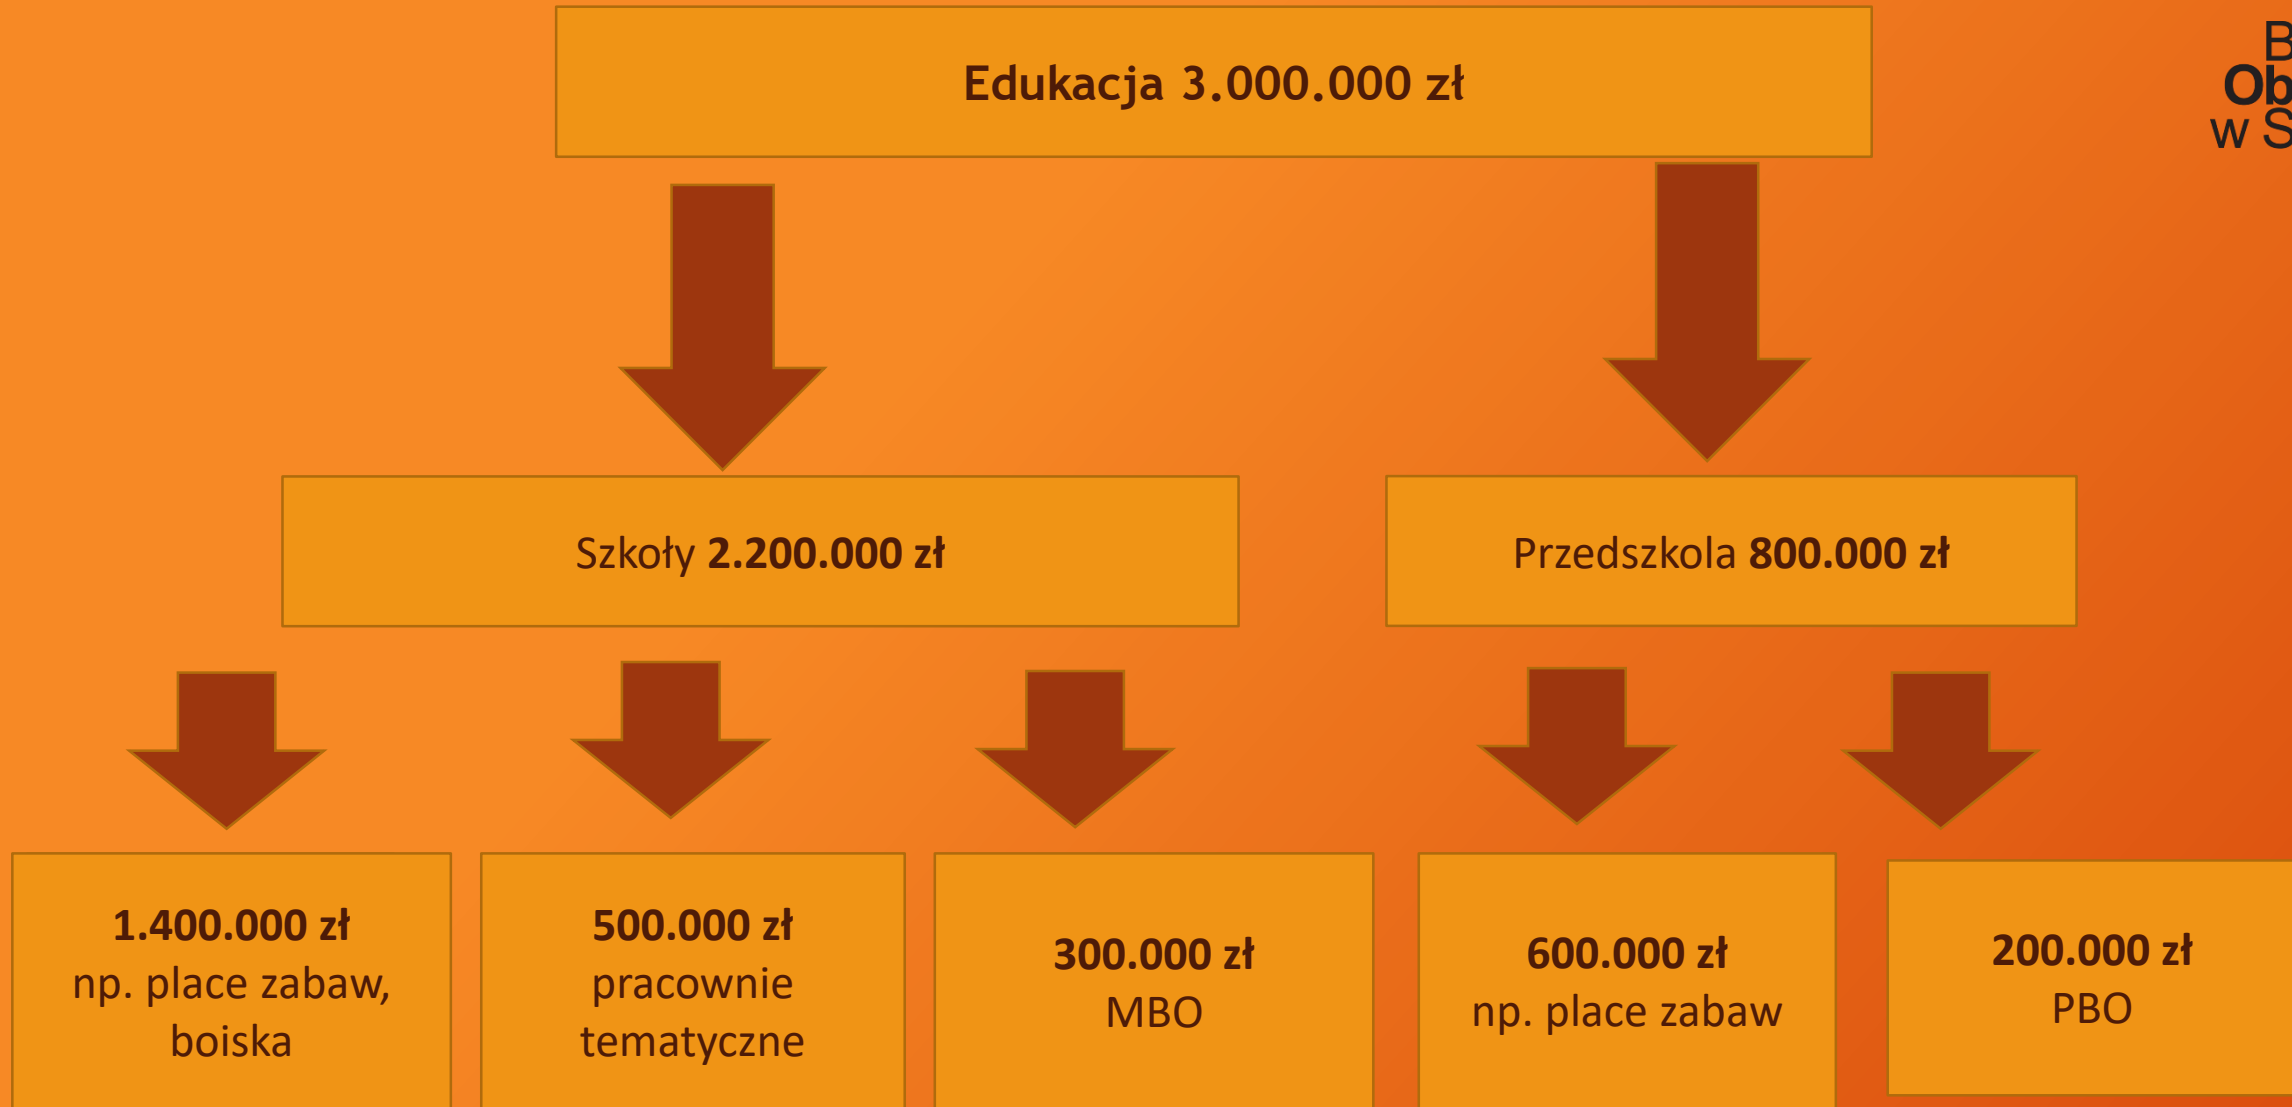 Edukacja 3.000.000 zł
Szkoły 2.200.000 zł
Przedszkola 800.000 zł
1.400.000 zł
np. place zabaw,
boiska
500.000 zł
pracownie
tematyczne
300.000 zł
MBO
600.000 zł
np. place zabaw
200.000 zł
PBO